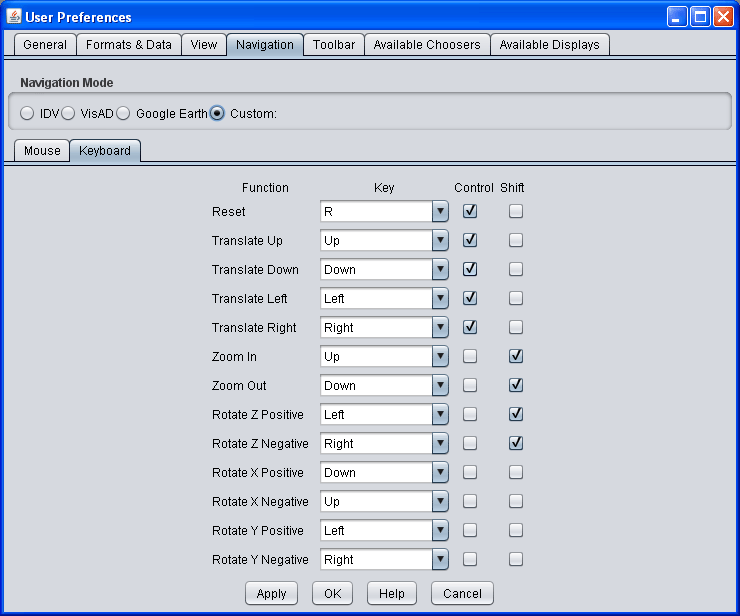 User Preferences
General Formats & Data View Navigation Toolbar Available Choosers Available Displays
Navigation Mode
IDV VisAD Google Earth Custom:
Mouse Keyboard
Function Key Control Shift
Reset R
Translate Up Up
Translate Down Down
Translate Left Left
Translate Right Right
Zoom In Up
Zoom Out Down
Rotate Z Positive Left
Rotate Z Negative Right
Rotate X Positive Down
Rotate X Negative Up
Rotate Y Positive Left
Rotate Y Negative Right
Apply OK Help Cancel